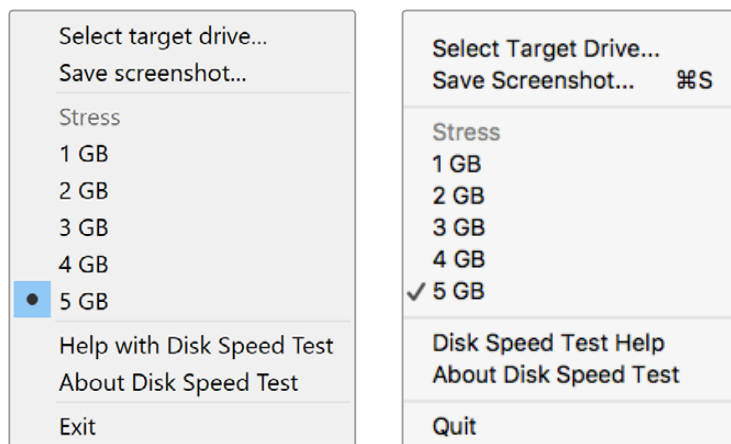 Select target drive...
Save screenshot...
Stress
1 GB
2 GB
3 GB
4 GB
5 GB
Help with Disk Speed Test
About Disk Speed Test
Exit
Select Target Drive...
Save Screenshot... ⌘S
Stress
1 GB
2 GB
3 GB
4 GB
5 GB
Disk Speed Test Help
About Disk Speed Test
Quit